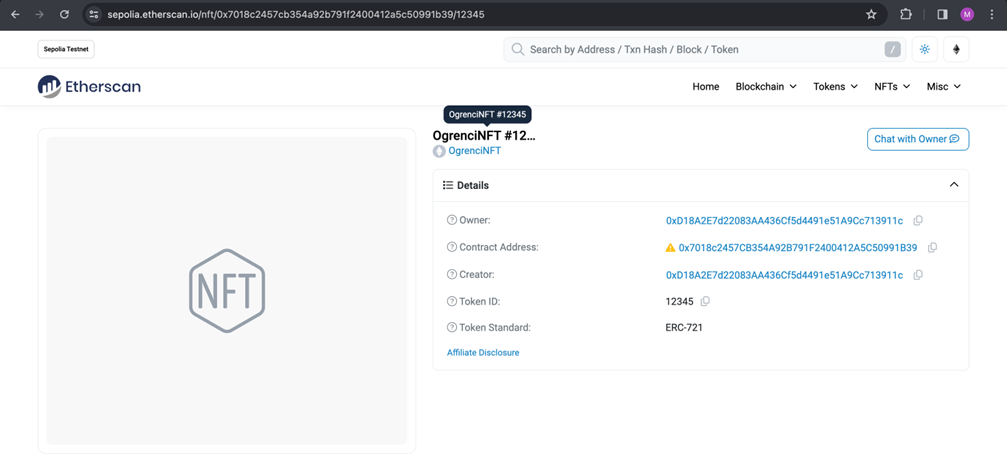 sepolia.etherscan.io/nft/0x7018c2457cb354a92b791f2400412a5c50991b39/12345
M
Sepolia Testnet
Search by Address / Txn Hash / Block / Token
/
Etherscan
Home Blockchain Tokens NFTs Misc
OgrenciNFT #12345
OgrenciNFT #12...
OgrenciNFT
Chat with Owner
NFT
Details
Owner: 0xD18A2E7d22083AA436Cf5d4491e51A9Cc713911c
Contract Address: 0x7018c2457CB354A92B791F2400412A5C50991B39
Creator: 0xD18A2E7d22083AA436Cf5d4491e51A9Cc713911c
Token ID: 12345
Token Standard: ERC-721
Affiliate Disclosure